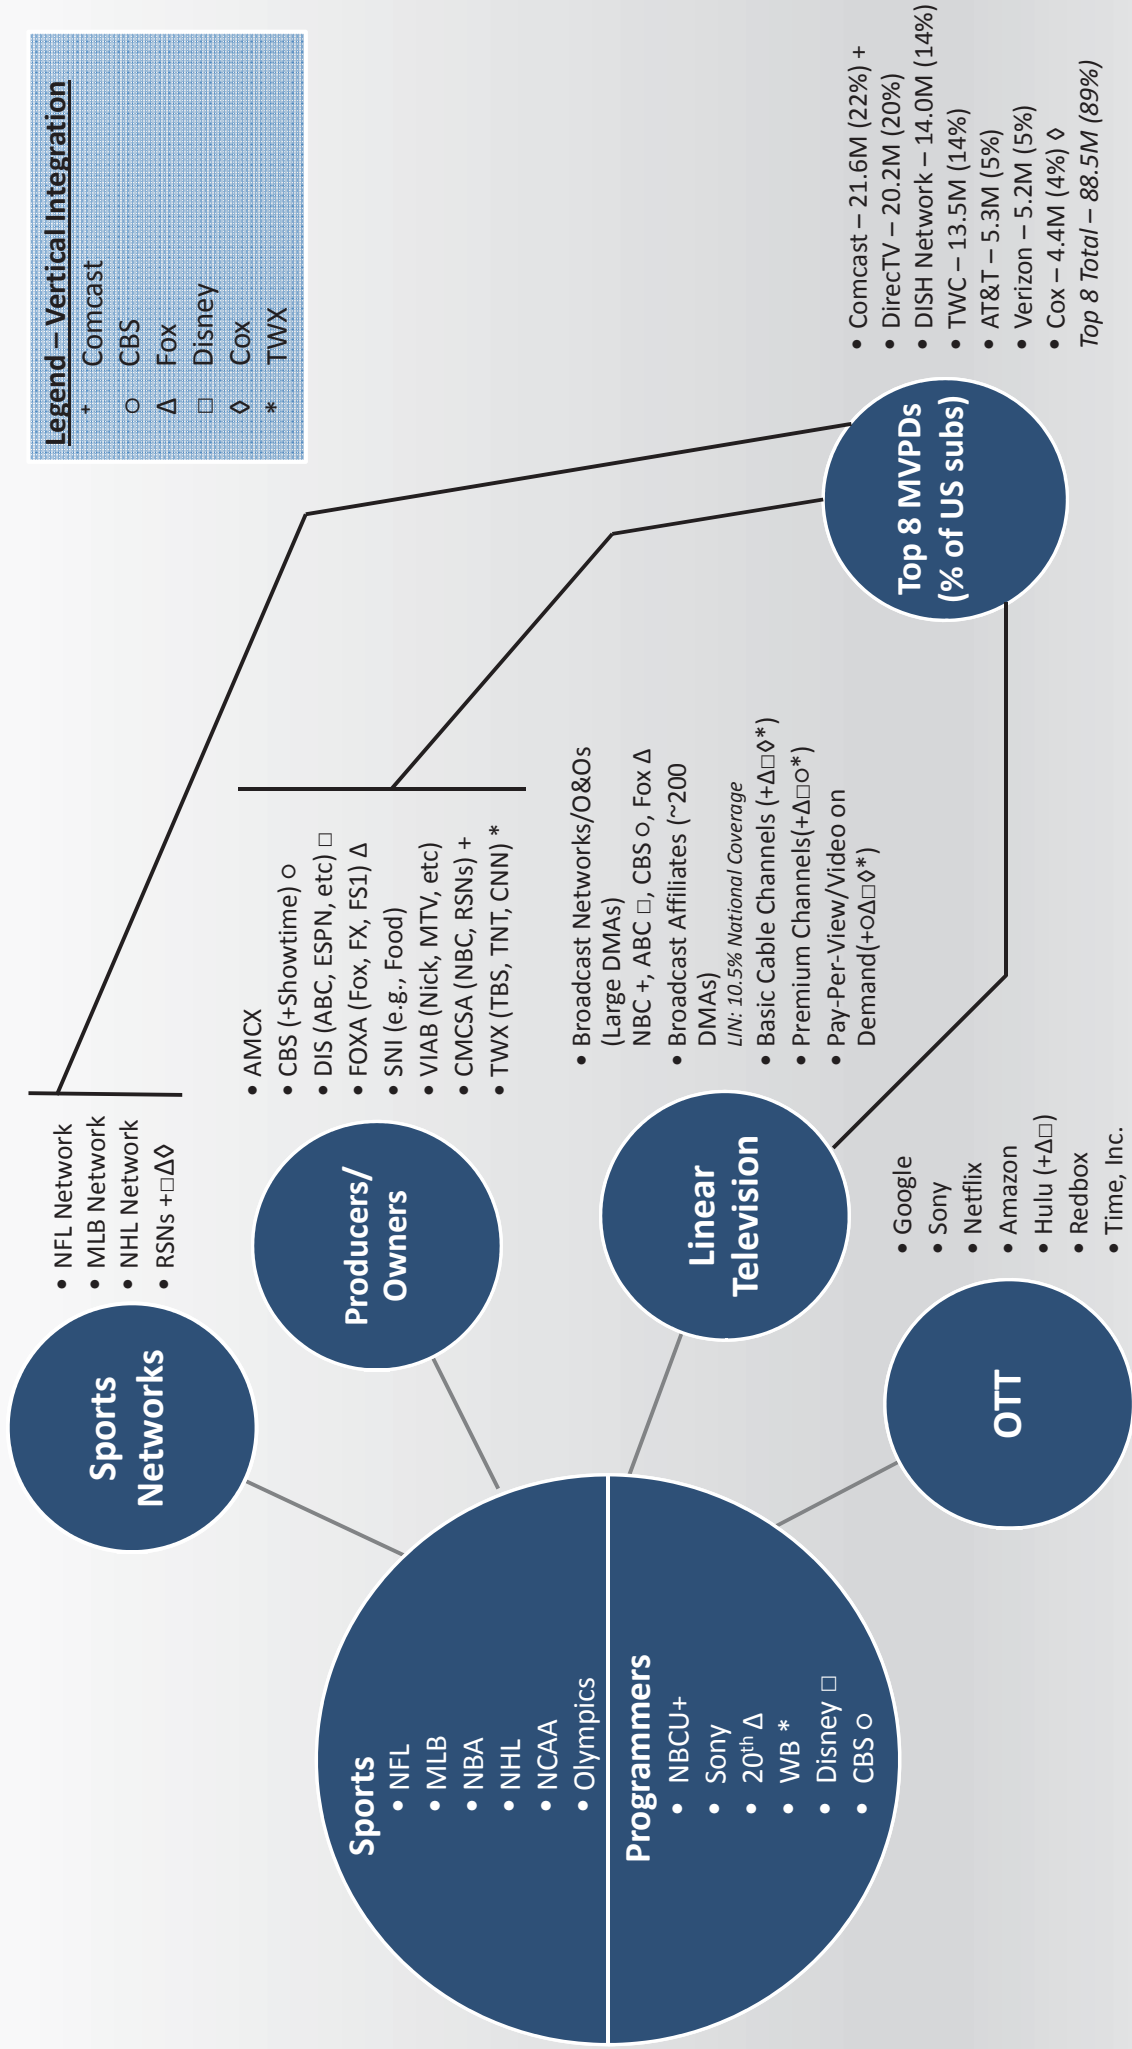 Legend – Vertical Integration
+ Comcast
○ CBS
Δ Fox
□ Disney
◊ Cox
* TWX
Sports
• NFL
• MLB
• NBA
• NHL
• NCAA
• Olympics
Programmers
• NBCU+
• Sony
• 20th Δ
• WB *
• Disney □
• CBS ○
Sports
Networks
• NFL Network
• MLB Network
• NHL Network
• RSNs +□Δ◊
Producers/
Owners
• AMCX
• CBS (+Showtime) ○
• DIS (ABC, ESPN, etc) □
• FOXA (Fox, FX, FS1) Δ
• SNI (e.g., Food)
• VIAB (Nick, MTV, etc)
• CMCSA (NBC, RSNs) +
• TWX (TBS, TNT, CNN) *
Linear
Television
• Broadcast Networks/O&Os
(Large DMAs)
NBC +, ABC □, CBS ○, Fox Δ
• Broadcast Affiliates (~200
DMAs)
LIN: 10.5% National Coverage
• Basic Cable Channels (+Δ□◊*)
• Premium Channels(+Δ□○*)
• Pay-Per-View/Video on
Demand(+○Δ□◊*)
OTT
• Google
• Sony
• Netflix
• Amazon
• Hulu (+Δ□)
• Redbox
• Time, Inc.
Top 8 MVPDs
(% of US subs)
• Comcast – 21.6M (22%) +
• DirecTV – 20.2M (20%)
• DISH Network – 14.0M (14%)
• TWC – 13.5M (14%)
• AT&T – 5.3M (5%)
• Verizon – 5.2M (5%)
• Cox – 4.4M (4%) ◊
Top 8 Total – 88.5M (89%)